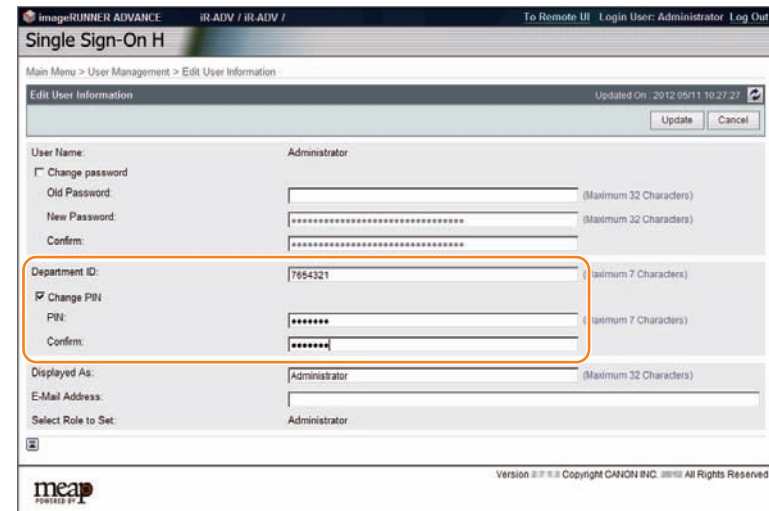 imageRUNNER ADVANCE iR-ADV / iR-ADV / To Remote UI Login User: Administrator Log Out
Single Sign-On H
Main Menu > User Management > Edit User Information
Edit User Information Updated On : 2012 05/11 10:27:27
Update Cancel
User Name: Administrator
Change password
Old Password: (Maximum 32 Characters)
New Password: ******************************** (Maximum 32 Characters)
Confirm: ********************************
Department ID: 7654321 (Maximum 7 Characters)
Change PIN
PIN: ••••••• (Maximum 7 Characters)
Confirm: •••••••
Displayed As: Administrator (Maximum 32 Characters)
E-Mail Address:
Select Role to Set: Administrator
Version Copyright CANON INC. All Rights Reserved
meap
POWERED BY